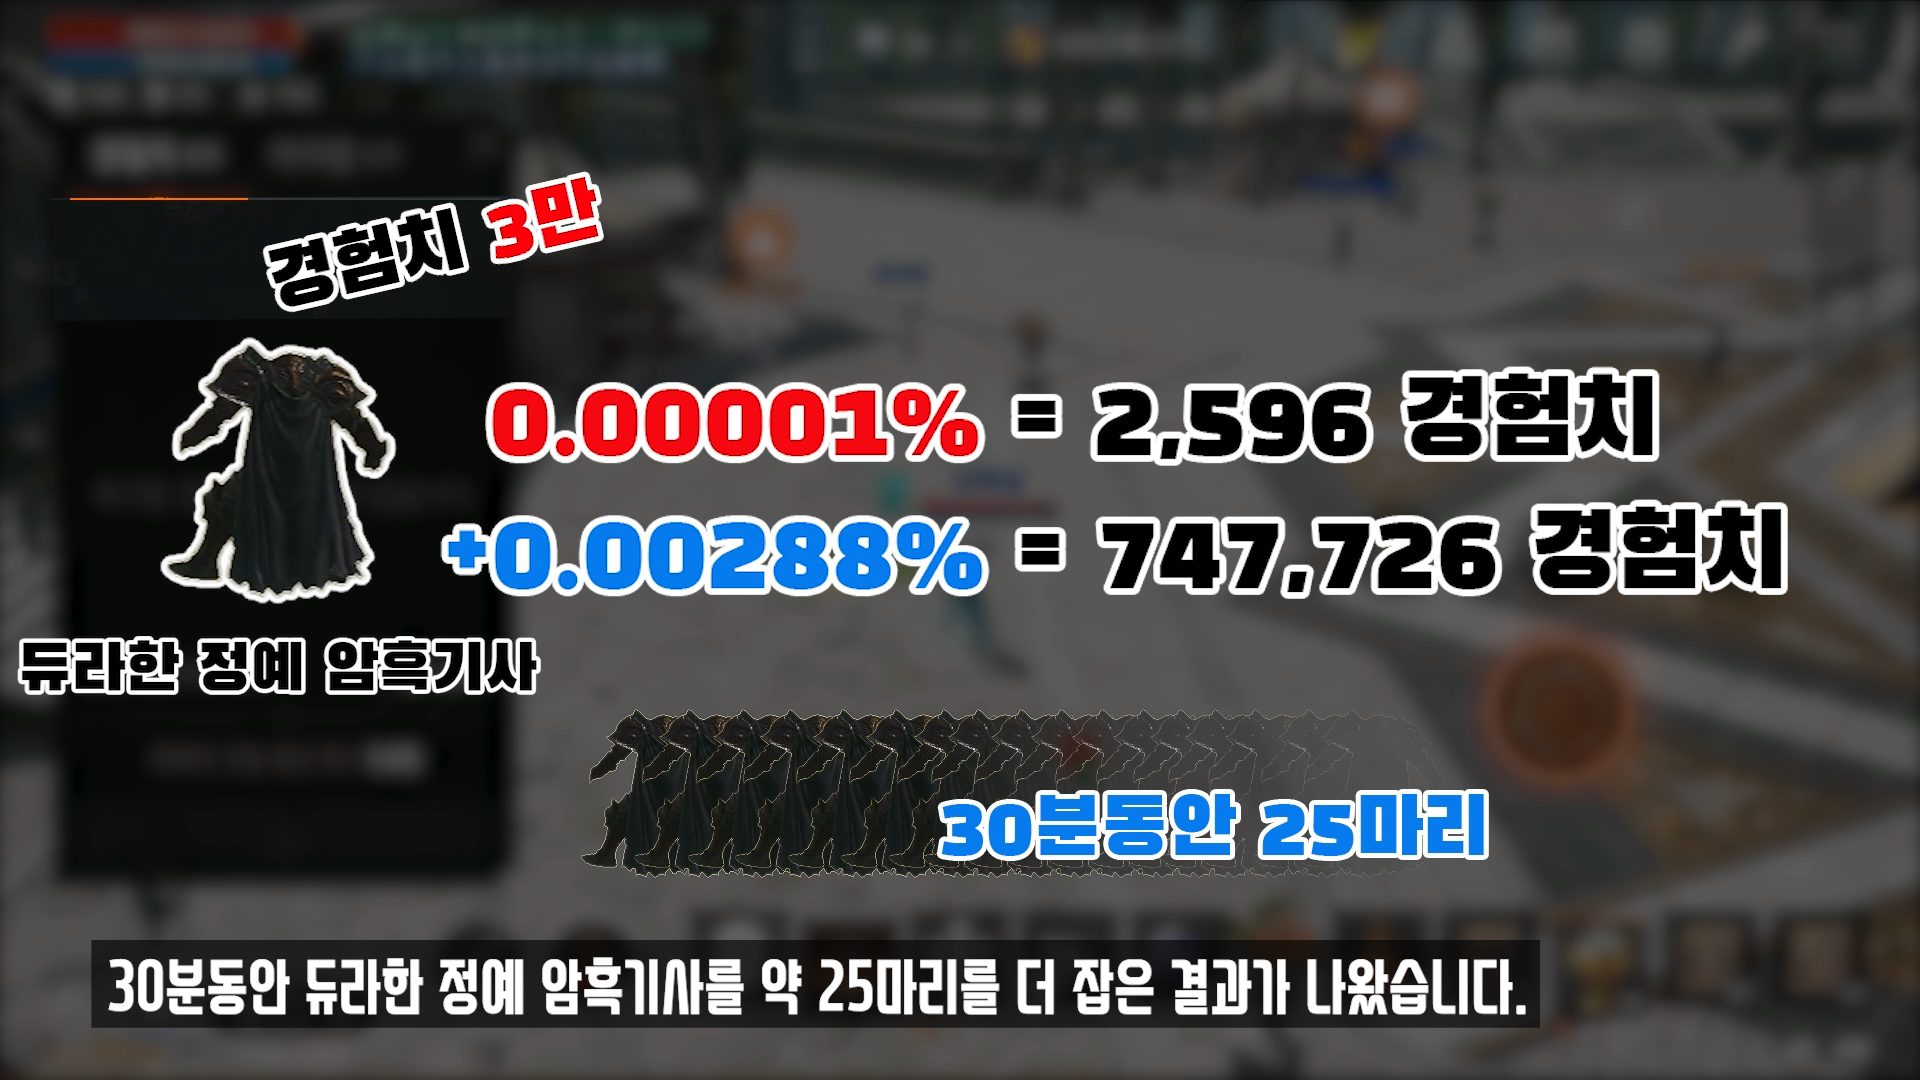 경험치 3만
0.00001% = 2,596 경험치
+0.00288% = 747,726 경험치
듀라한 정예 암흑기사
30분동안 25마리
30분동안 듀라한 정예 암흑기사를 약 25마리를 더 잡은 결과가 나왔습니다.